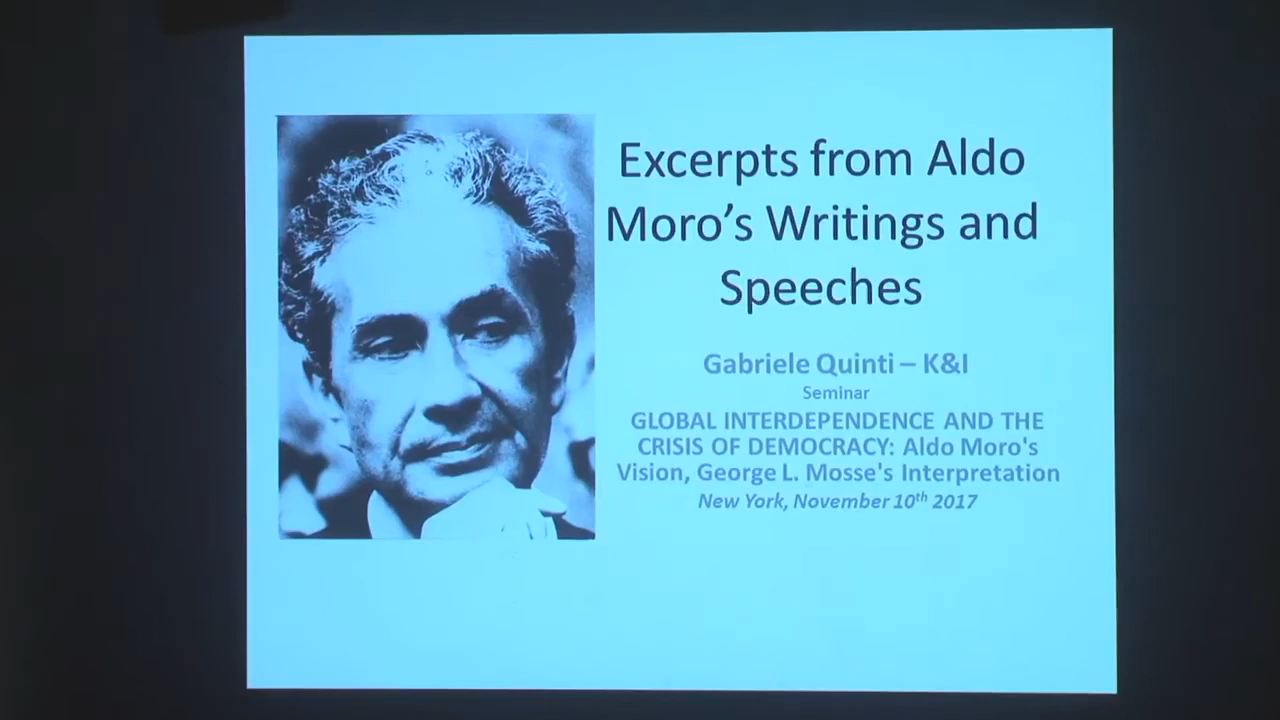 Excerpts from Aldo
Moro’s Writings and
Speeches
Gabriele Quinti – K&I
Seminar
GLOBAL INTERDEPENDENCE AND THE
CRISIS OF DEMOCRACY: Aldo Moro's
Vision, George L. Mosse's Interpretation
New York, November 10th 2017